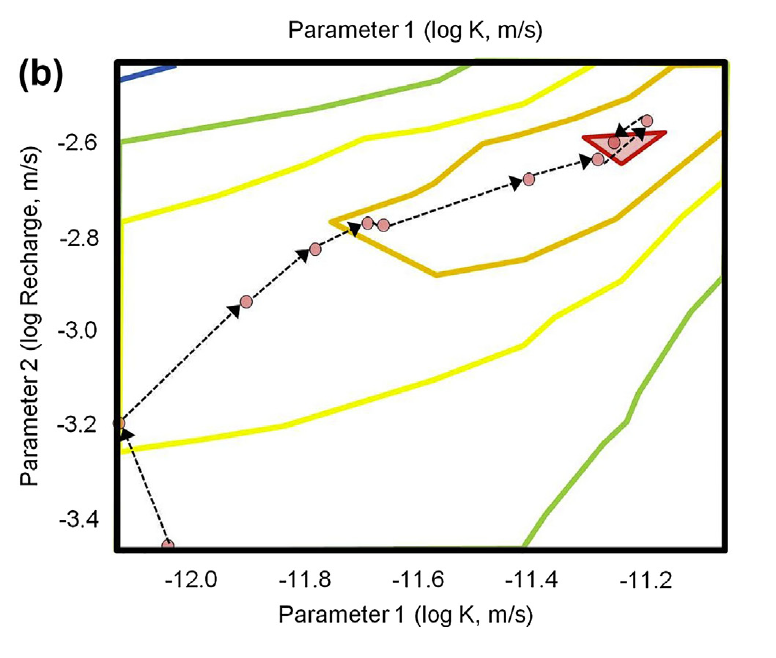 Parameter 1 (log K, m/s)
(b)
Parameter 2 (log Recharge, m/s)
-2.6
-2.8
-3.0
-3.2
-3.4
-12.0 -11.8 -11.6 -11.4 -11.2
Parameter 1 (log K, m/s)